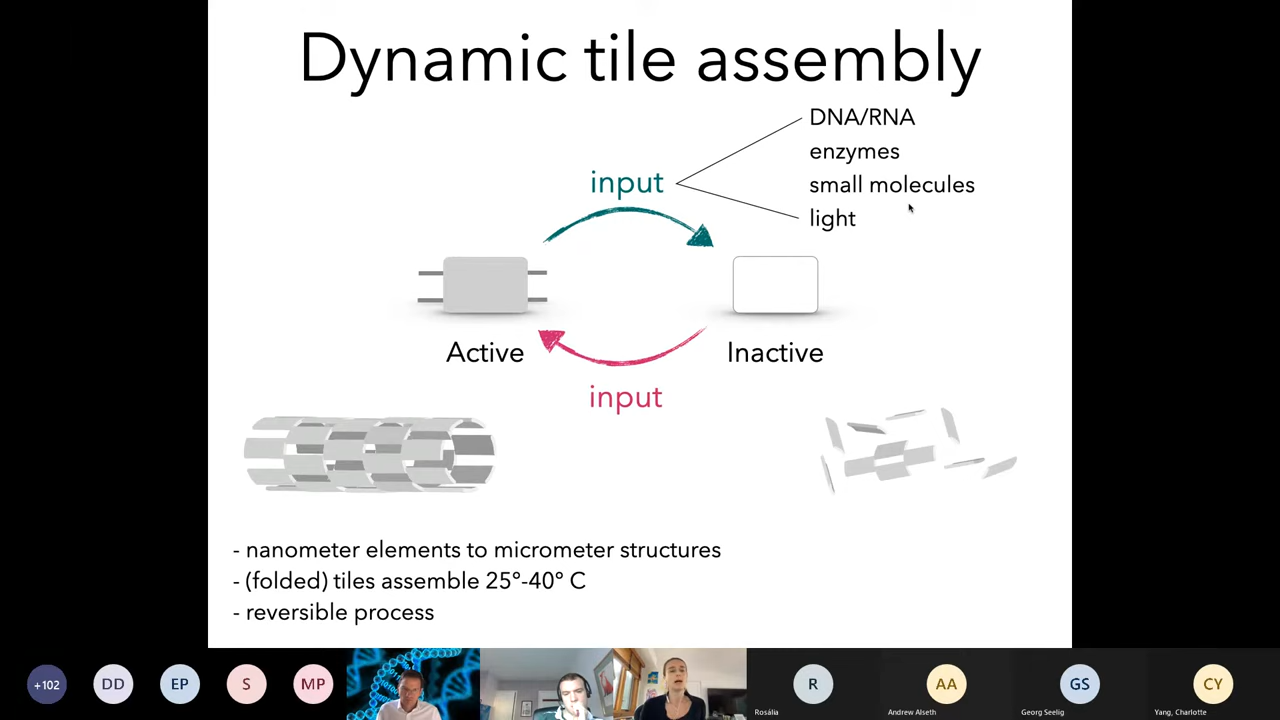 Dynamic tile assembly
DNA/RNA
enzymes
input
small molecules
light
Active
Inactive
input
- nanometer elements to micrometer structures
- (folded) tiles assemble 25°-40° C
- reversible process
+102
DD
EP
S
MP
R
AA
GS
CY
Rosália
Andrew Alseth
Georg Seelig
Yang, Charlotte